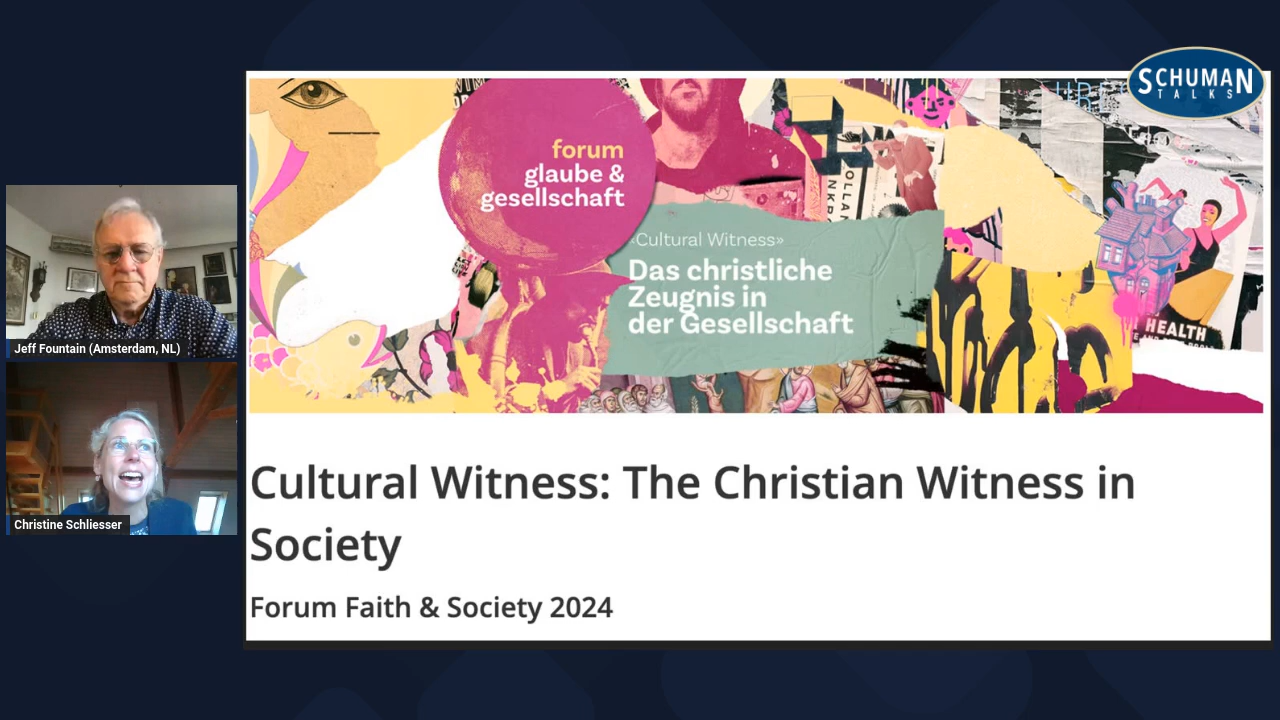 SCHUMAN
TALKS
forum
glaube &
gesellschaft
«Cultural Witness»
Das christliche
Zeugnis in
der Gesellschaft
HEALTH
Jeff Fountain (Amsterdam, NL)
Christine Schliesser
Cultural Witness: The Christian Witness in
Society
Forum Faith & Society 2024